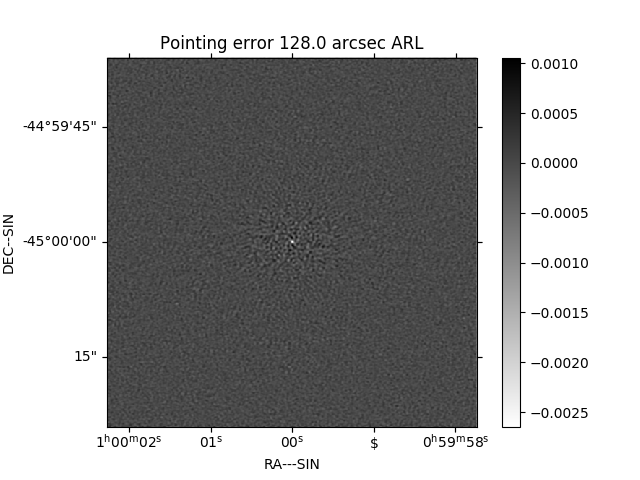 Pointing error 128.0 arcsec ARL
-44°59'45"
-45°00'00"
15"
DEC--SIN
1ʰ00ᵐ02ˢ 01ˢ 00ˢ $ 0ʰ59ᵐ58ˢ
RA---SIN
0.0010
0.0005
0.0000
−0.0005
−0.0010
−0.0015
−0.0020
−0.0025